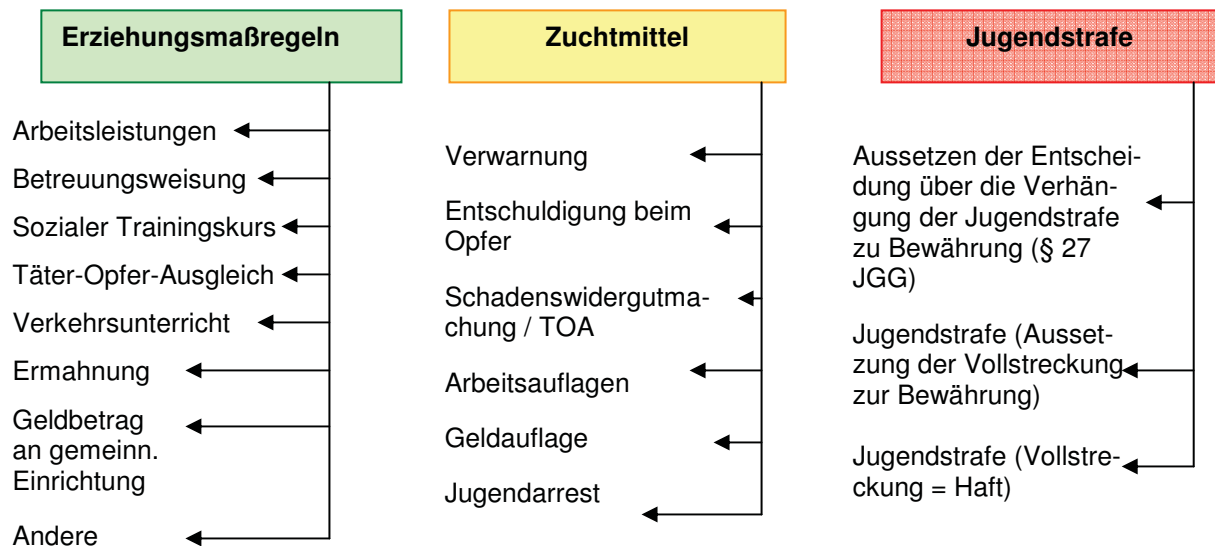 Erziehungsmaßregeln
Arbeitsleistungen
Betreuungsweisung
Sozialer Trainingskurs
Täter-Opfer-Ausgleich
Verkehrsunterricht
Ermahnung
Geldbetrag
an gemeinn.
Einrichtung
Andere
Zuchtmittel
Verwarnung
Entschuldigung beim
Opfer
Schadenswidergutma-
chung / TOA
Arbeitsauflagen
Geldauflage
Jugendarrest
Jugendstrafe
Aussetzen der Entschei-
dung über die Verhän-
gung der Jugendstrafe
zu Bewährung (§ 27
JGG)
Jugendstrafe (Ausset-
zung der Vollstreckung
zur Bewährung)
Jugendstrafe (Vollstre-
ckung = Haft)